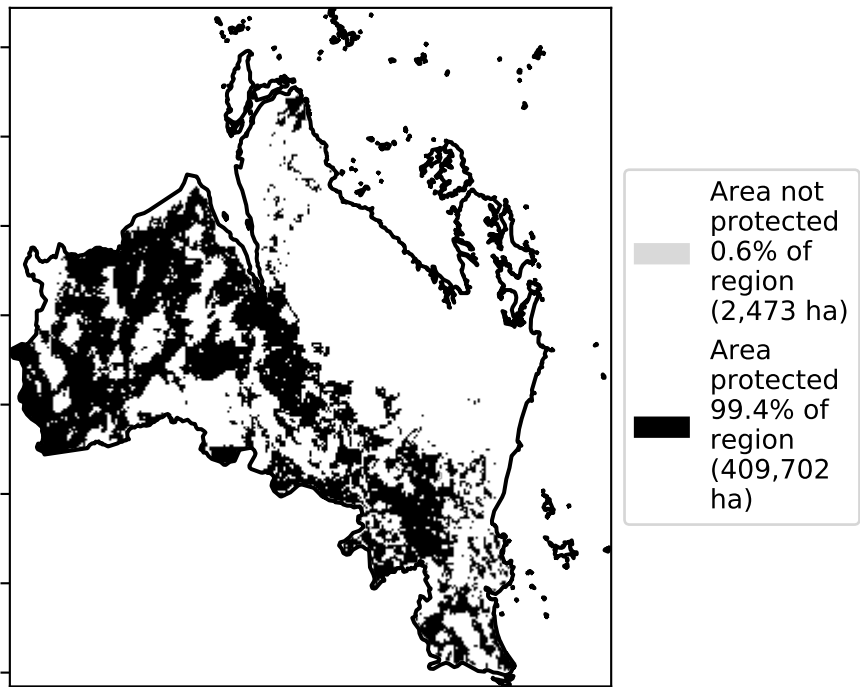 Area not
protected
0.6% of
region
(2,473 ha)
Area
protected
99.4% of
region
(409,702
ha)